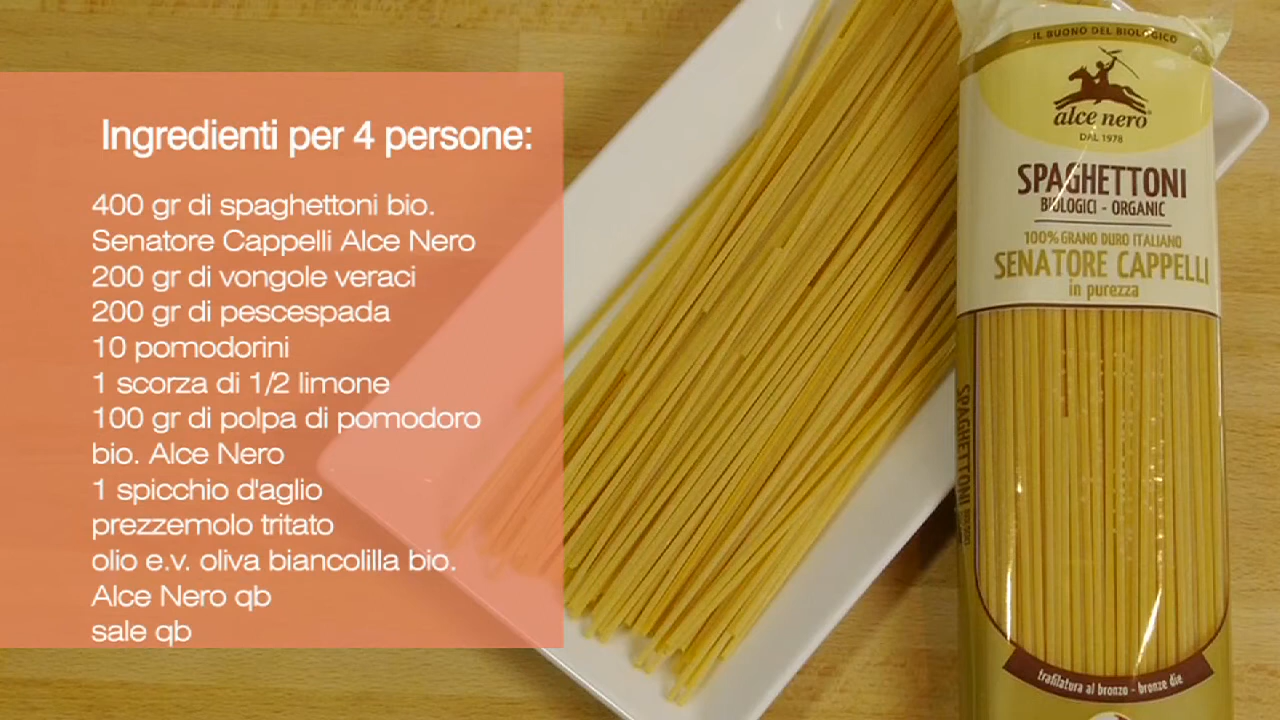 Ingredienti per 4 persone:
400 gr di spaghettoni bio.
Senatore Cappelli Alce Nero
200 gr di vongole veraci
200 gr di pescespada
10 pomodorini
1 scorza di 1/2 limone
100 gr di polpa di pomodoro
bio. Alce Nero
1 spicchio d'aglio
prezzemolo tritato
olio e.v. oliva biancolilla bio.
Alce Nero qb
sale qb
IL BUONO DEL BIOLOGICO
alce nero
DAL 1978
SPAGHETTONI
BIOLOGICI - ORGANIC
100% GRANO DURO ITALIANO
SENATORE CAPPELLI
in purezza
SPAGHETTONI
trafilatura al bronzo - bronze die